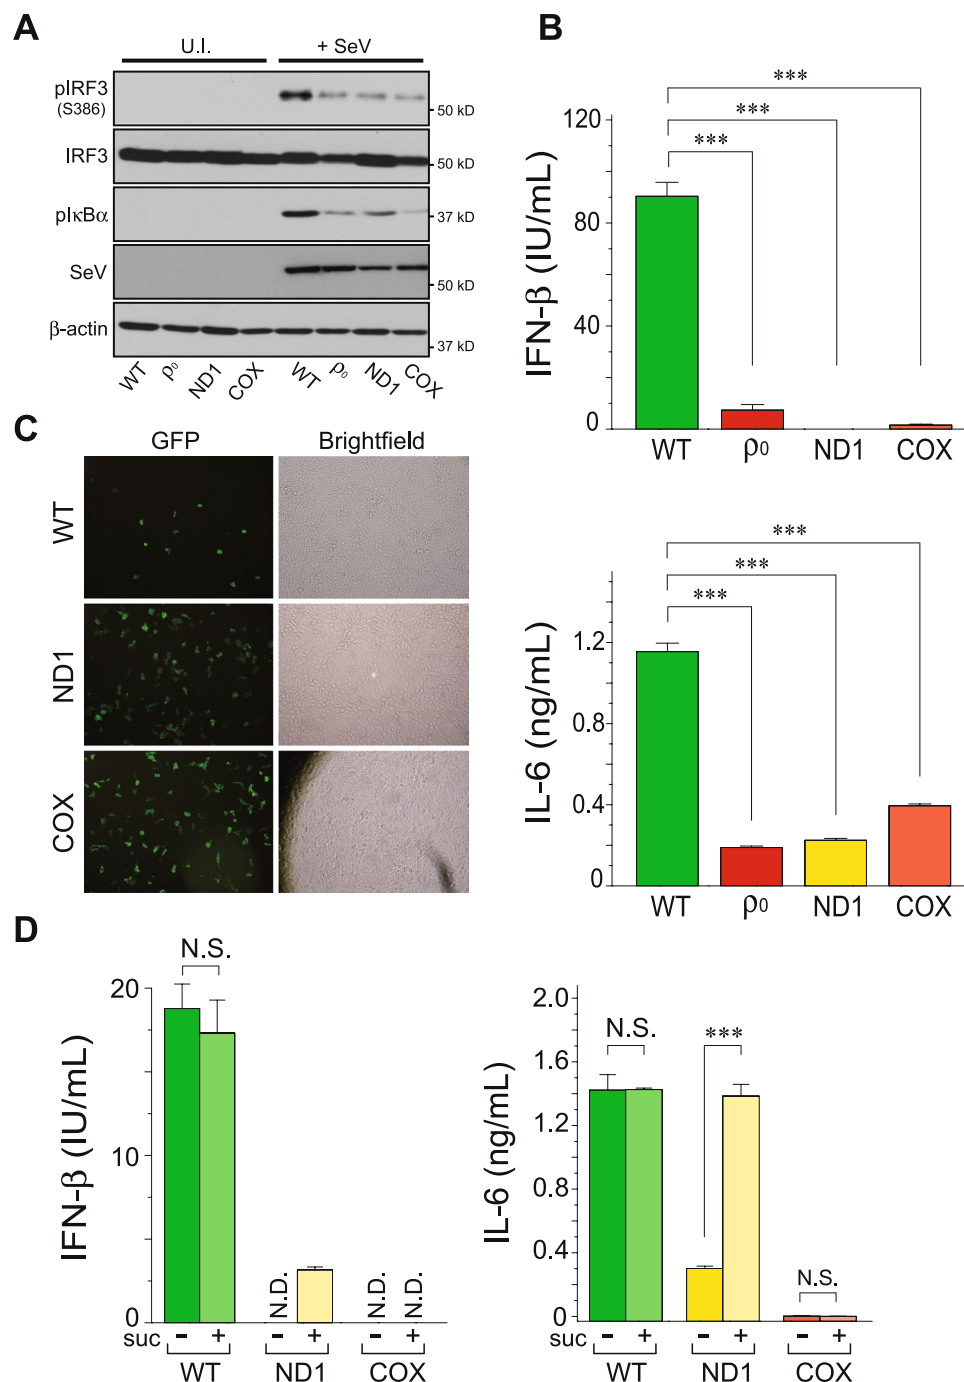 A
U.I.
+ SeV
pIRF3
(S386)
50 kD
IRF3
50 kD
pIκBα
37 kD
SeV
50 kD
β-actin
37 kD
WT ρ0 ND1 COX WT ρ0 ND1 COX
B
***
***
***
IFN-β (IU/mL)
120
80
40
0
WT ρ0 ND1 COX
***
***
***
IL-6 (ng/mL)
1.2
0.8
0.4
0
WT ρ0 ND1 COX
C
GFP Brightfield
WT
ND1
COX
D
N.S.
IFN-β (IU/mL)
20
10
0
N.D. N.D. N.D.
suc - + - + - +
WT ND1 COX
IL-6 (ng/mL)
2.0
1.6
1.2
0.8
0.4
0
N.S. *** N.S.
suc - + - + - +
WT ND1 COX